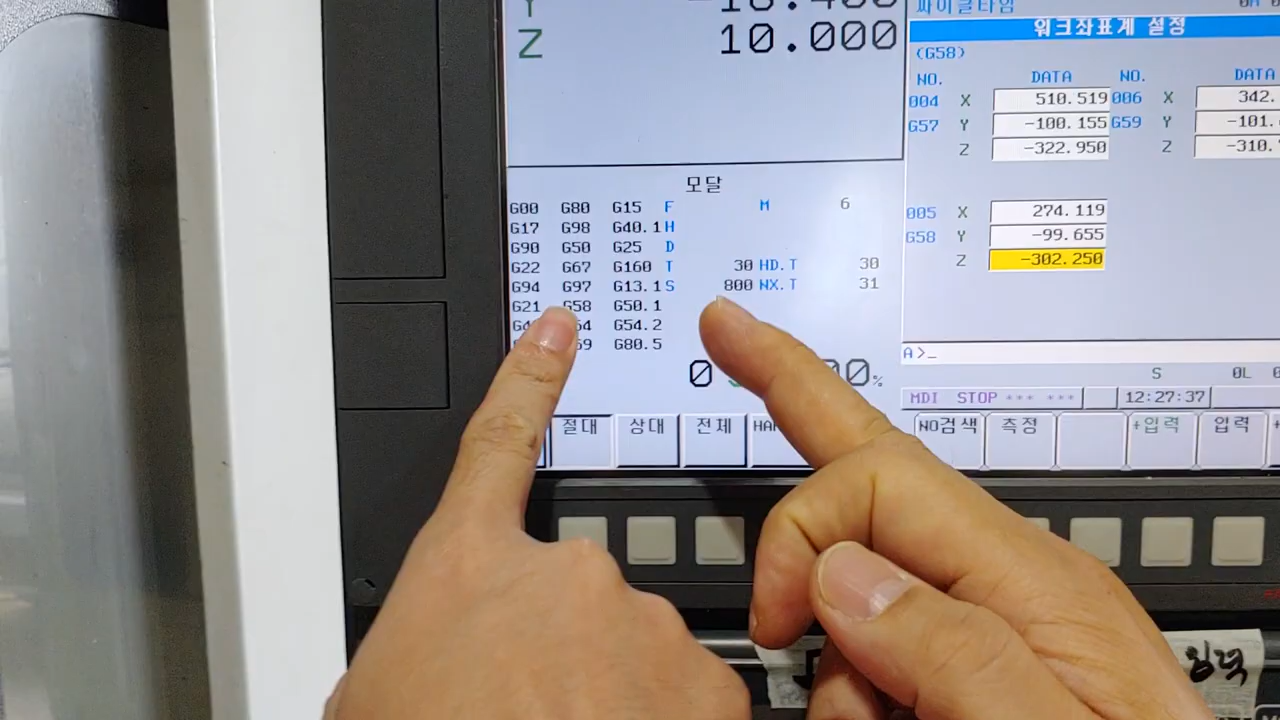 Z 10.000
싸이클타임
워크좌표계 설정
(G58)
NO. DATA NO. DATA
004 X 510.519 006 X 342.
G57 Y -100.155 G59 Y -101.
Z -322.950 Z -310.
005 X 274.119
G58 Y -99.655
Z -302.250
모달
G00 G80 G15 F M 6
G17 G98 G40.1 H
G90 G50 G25 D
G22 G67 G160 T 30 HD.T 30
G94 G97 G13.1 S 800 NX.T 31
G21 G58 G50.1
G54.2
G80.5
0 %
A >_
S 0L
MDI STOP *** *** 12:27:37
절대 상대 전체 NO검색 측정 +입력 입력
입력